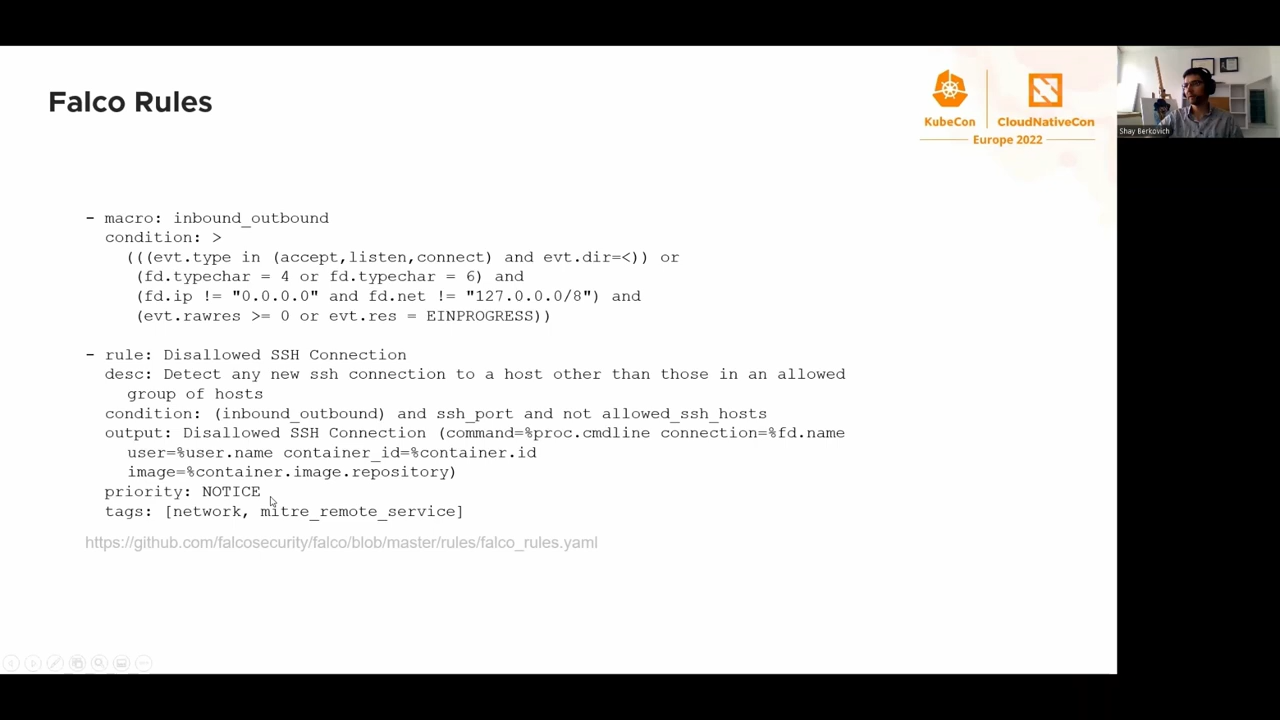 Falco Rules
KubeCon
CloudNativeCon
Europe 2022
Shay Berkovich
- macro: inbound_outbound
condition: >
(((evt.type in (accept,listen,connect) and evt.dir=<)) or
(fd.typechar = 4 or fd.typechar = 6) and
(fd.ip != "0.0.0.0" and fd.net != "127.0.0.0/8") and
(evt.rawres >= 0 or evt.res = EINPROGRESS))
- rule: Disallowed SSH Connection
desc: Detect any new ssh connection to a host other than those in an allowed
group of hosts
condition: (inbound_outbound) and ssh_port and not allowed_ssh_hosts
output: Disallowed SSH Connection (command=%proc.cmdline connection=%fd.name
user=%user.name container_id=%container.id
image=%container.image.repository)
priority: NOTICE
tags: [network, mitre_remote_service]
https://github.com/falcosecurity/falco/blob/master/rules/falco_rules.yaml